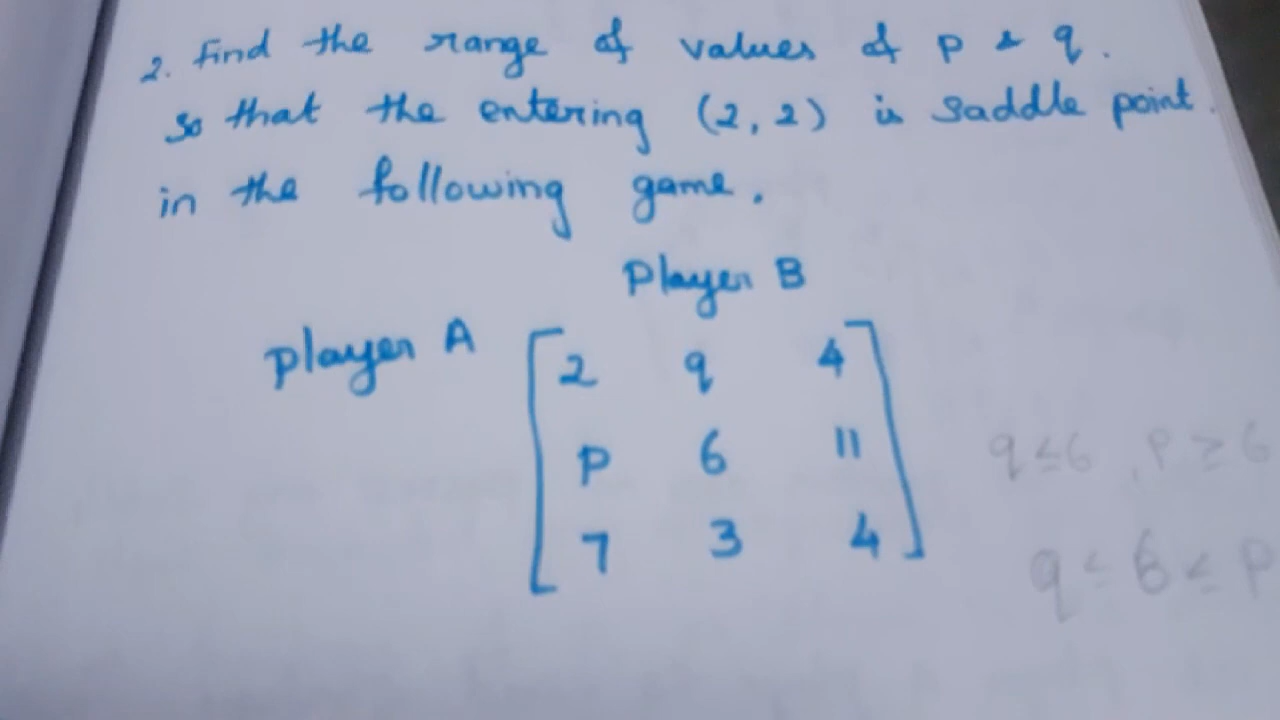 2. Find the range of values of p & q.
so that the entering (2, 2) is saddle point.
in the following game.
Player B
player A
2 q 4
P 6 11
7 3 4
q ≤ 6, P ≥ 6
q ≤ 6 ≤ P